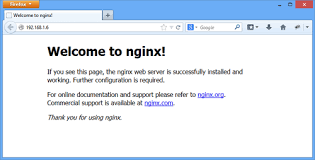 Firefox
Welcome to nginx!
192.168.1.6
Google
Welcome to nginx!
If you see this page, the nginx web server is successfully installed and
working. Further configuration is required.
For online documentation and support please refer to nginx.org.
Commercial support is available at nginx.com.
Thank you for using nginx.